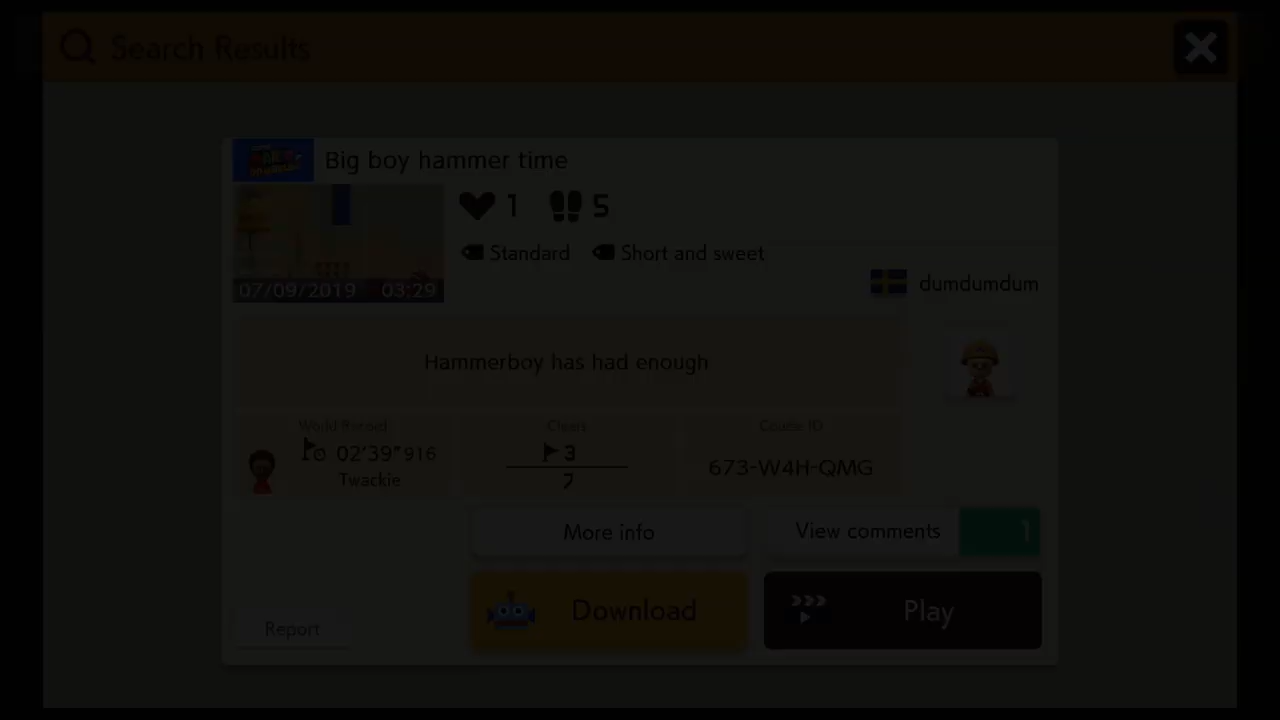 Search Results
Big boy hammer time
1 5
Standard Short and sweet
07/09/2019 03:29
dumdumdum
Hammerboy has had enough
World Record
02'39"916
Twackie
Clears
3
7
Course ID
673-W4H-QMG
More info
View comments 1
Download
Play
Report